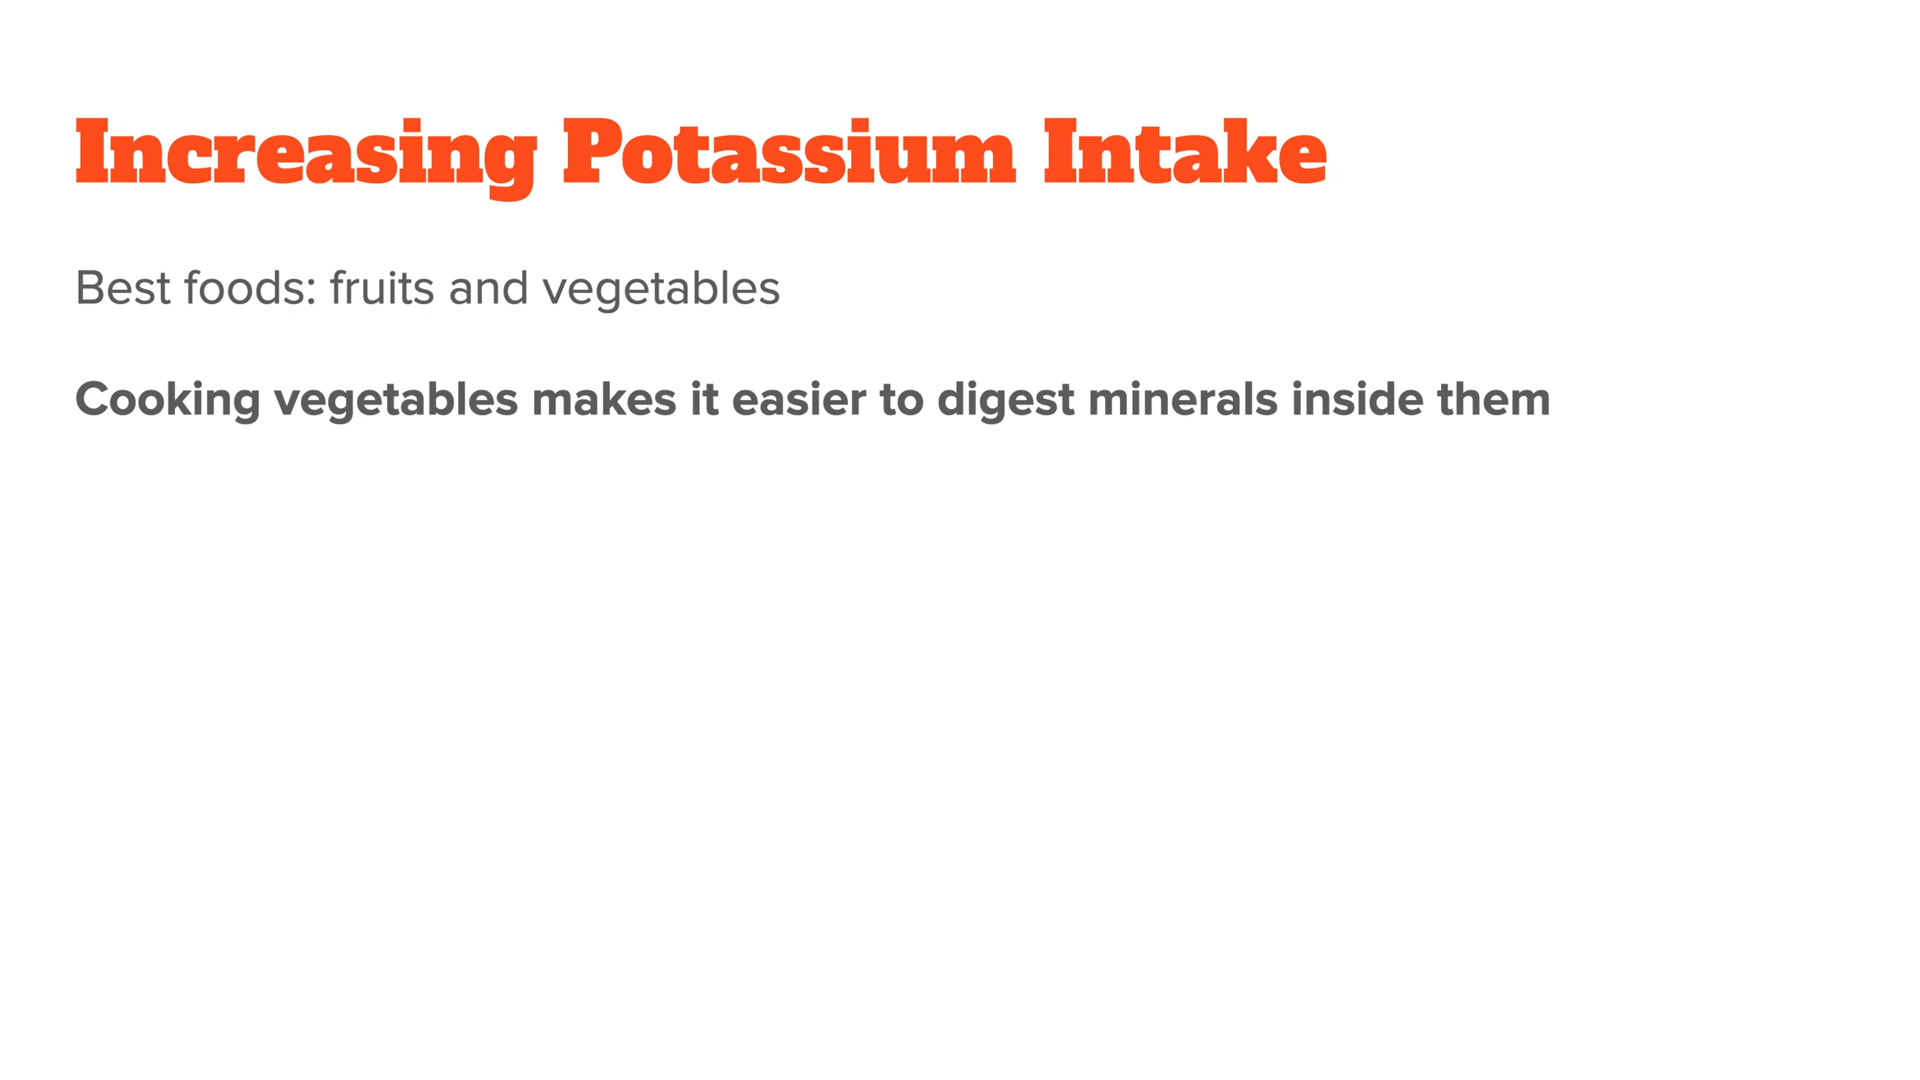 Increasing Potassium Intake
Best foods: fruits and vegetables
Cooking vegetables makes it easier to digest minerals inside them